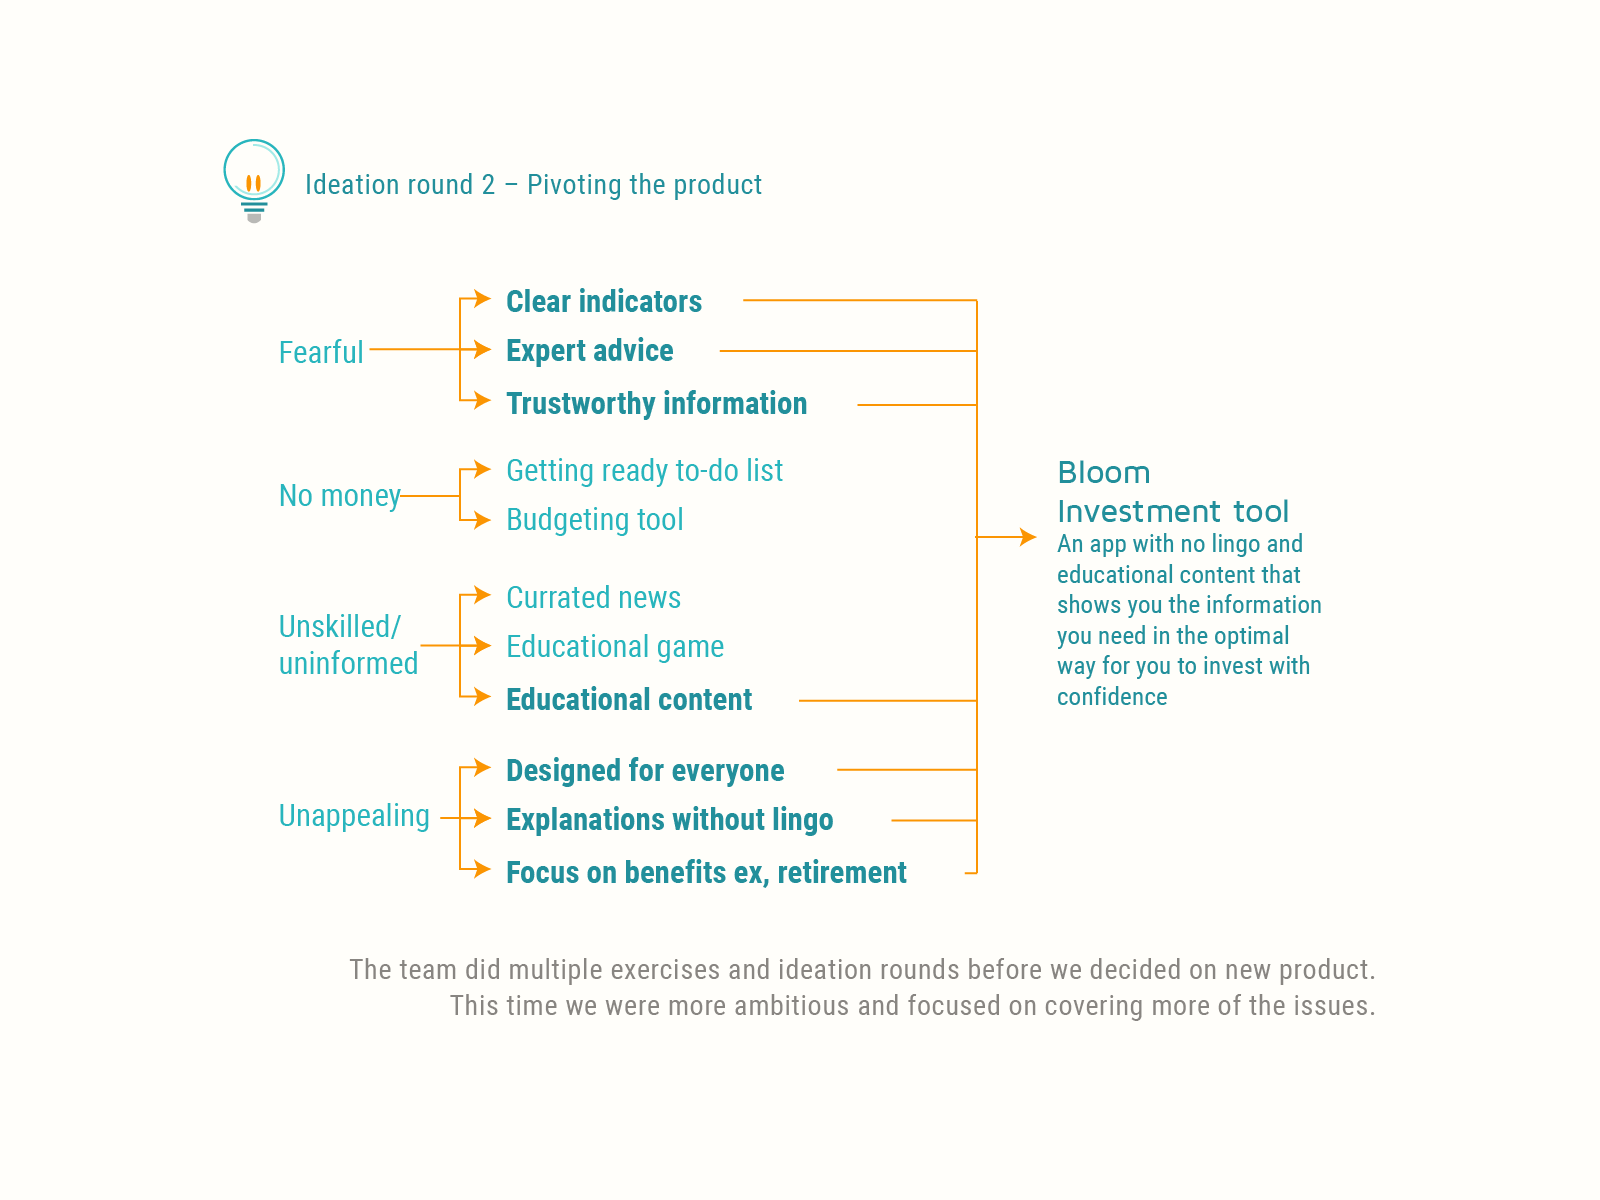 Ideation round 2 – Pivoting the product
Fearful
Clear indicators
Expert advice
Trustworthy information
No money
Getting ready to-do list
Budgeting tool
Unskilled/
uninformed
Currated news
Educational game
Educational content
Unappealing
Designed for everyone
Explanations without lingo
Focus on benefits ex, retirement
Bloom
Investment tool
An app with no lingo and
educational content that
shows you the information
you need in the optimal
way for you to invest with
confidence
The team did multiple exercises and ideation rounds before we decided on new product.
This time we were more ambitious and focused on covering more of the issues.